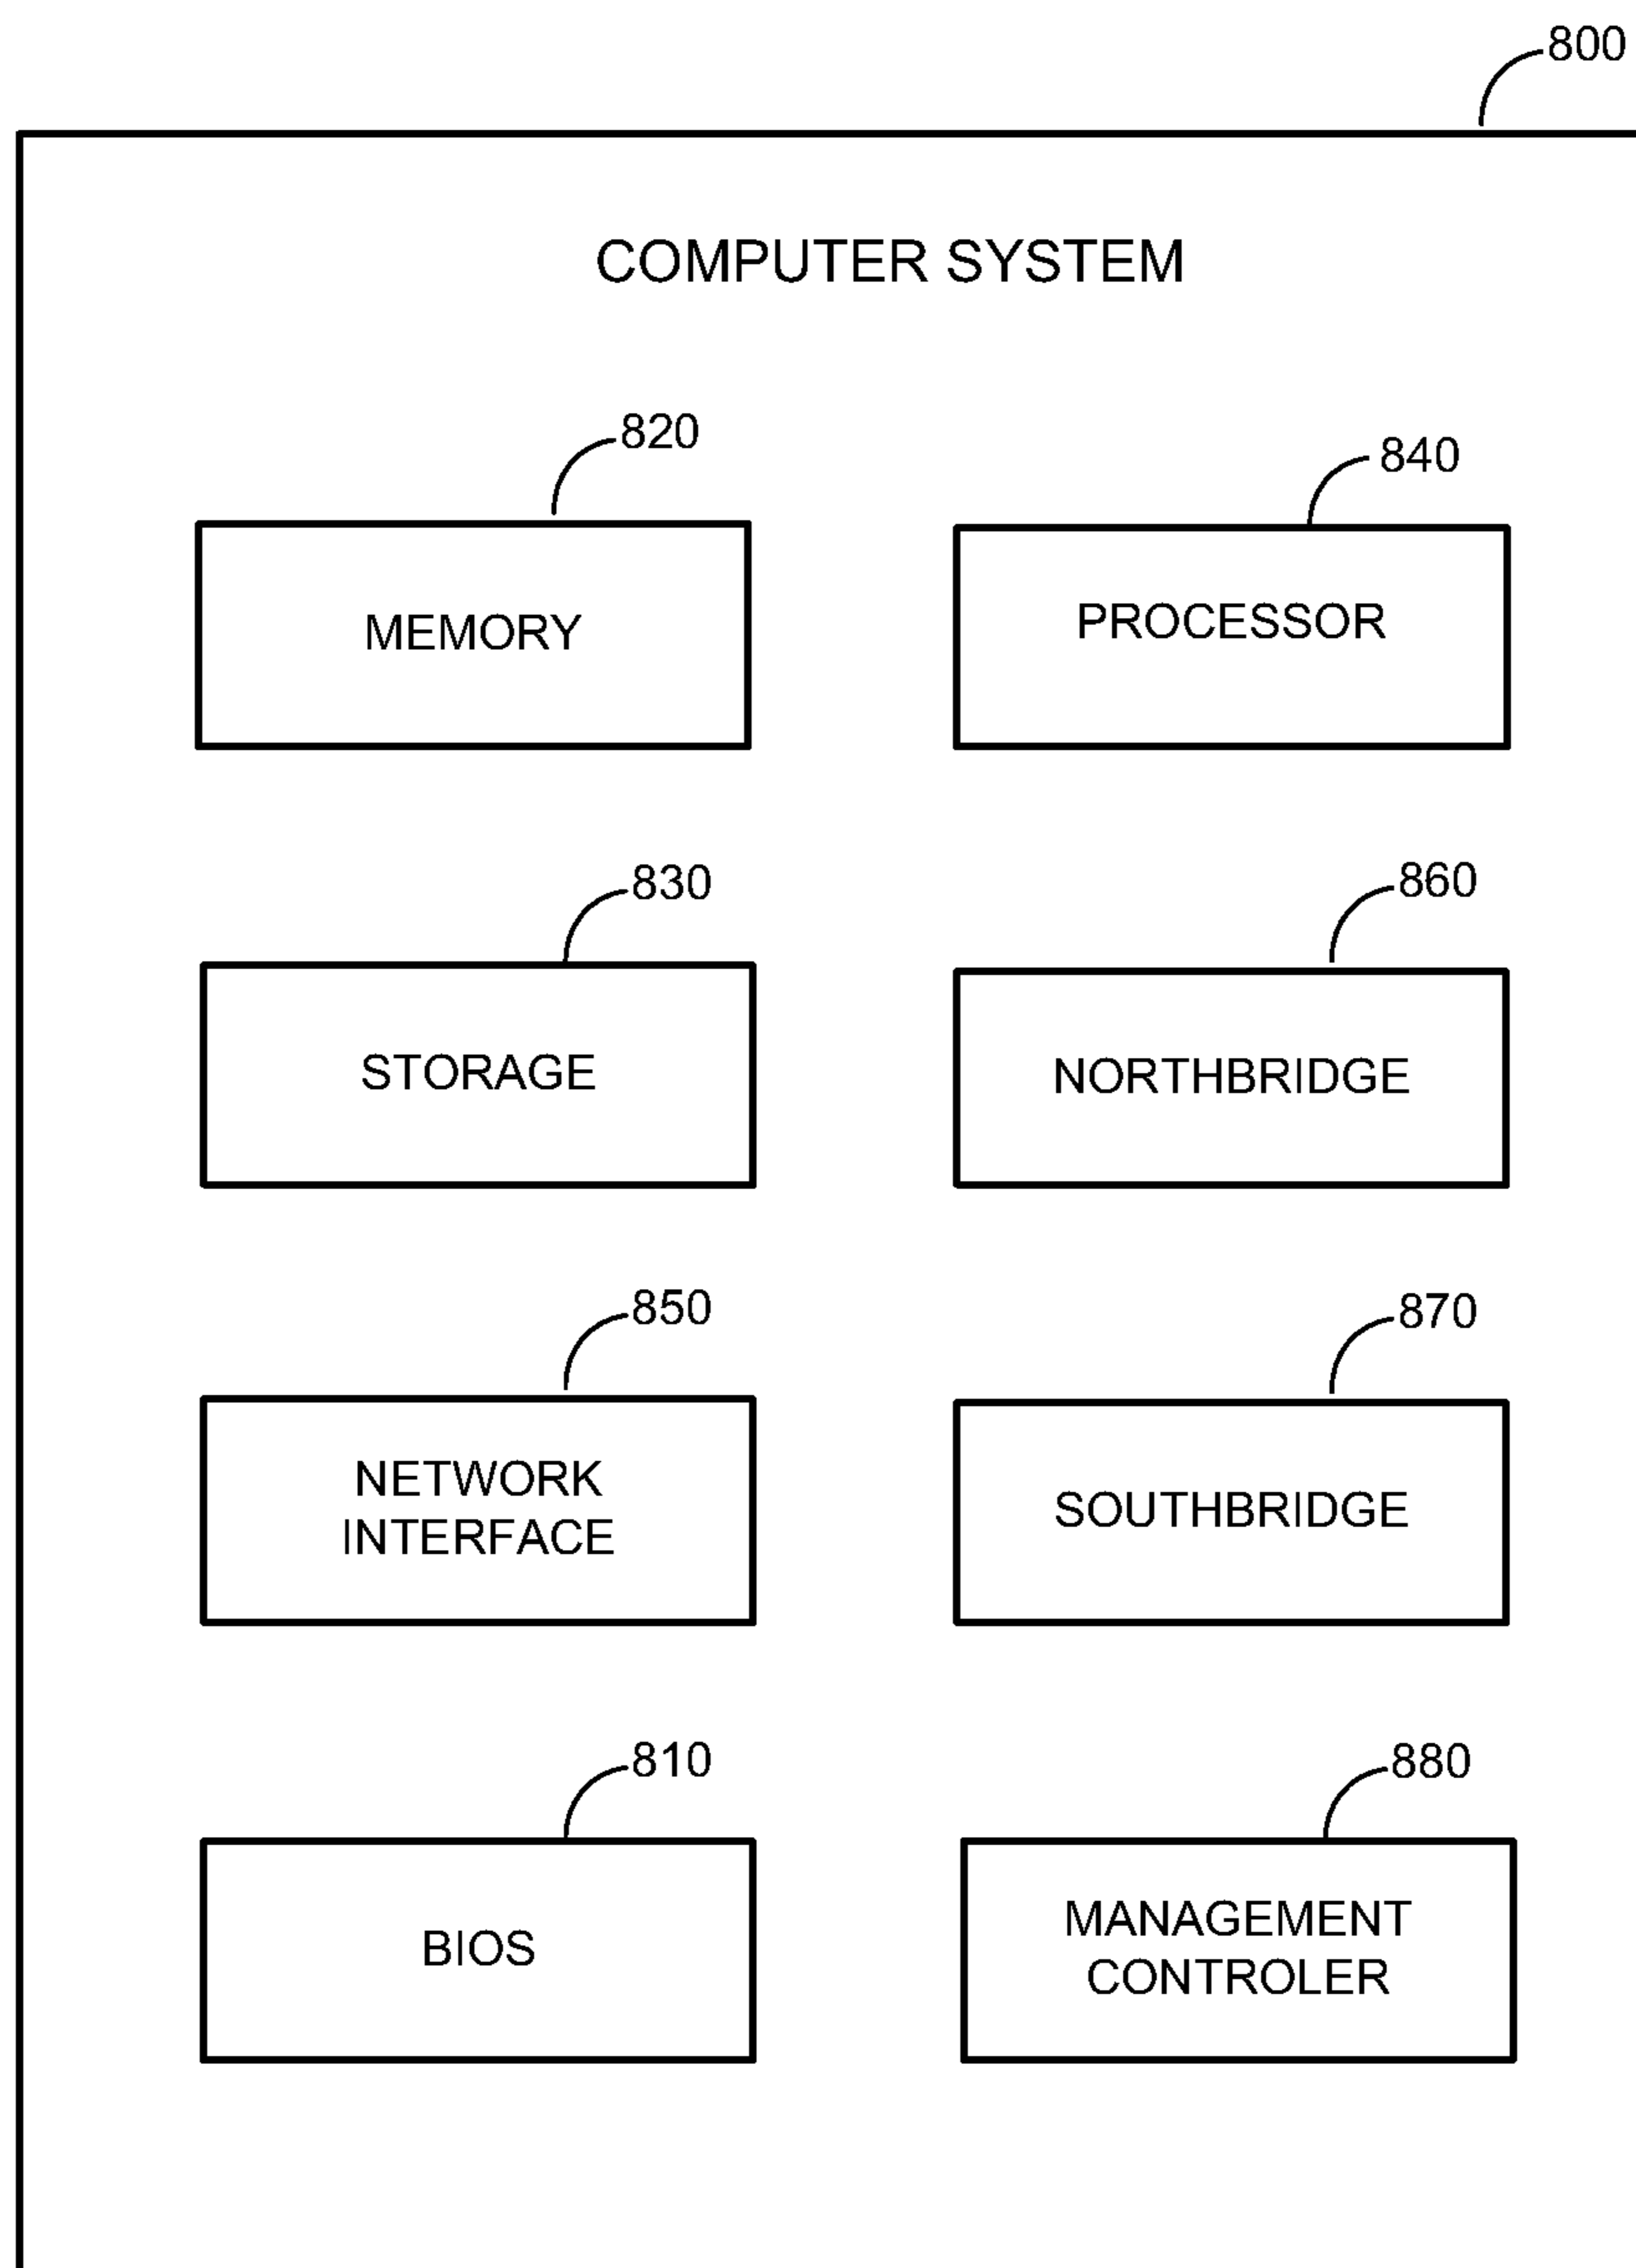 800
COMPUTER SYSTEM
820
840
MEMORY
PROCESSOR
830
860
STORAGE
NORTHBRIDGE
850
870
NETWORK
INTERFACE
SOUTHBRIDGE
810
880
BIOS
MANAGEMENT
CONTROLER